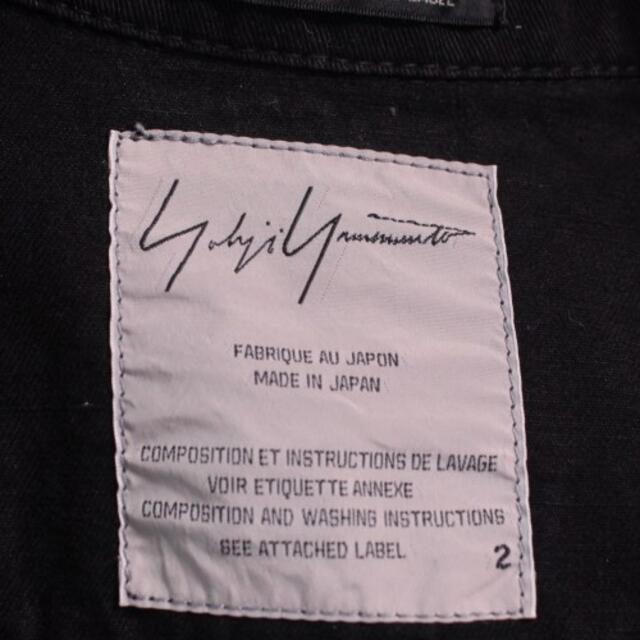 LABEL
Yohji Yamamoto
FABRIQUE AU JAPON
MADE IN JAPAN
COMPOSITION ET INSTRUCTIONS DE LAVAGE
VOIR ETIQUETTE ANNEXE
COMPOSITION AND WASHING INSTRUCTIONS
SEE ATTACHED LABEL
2